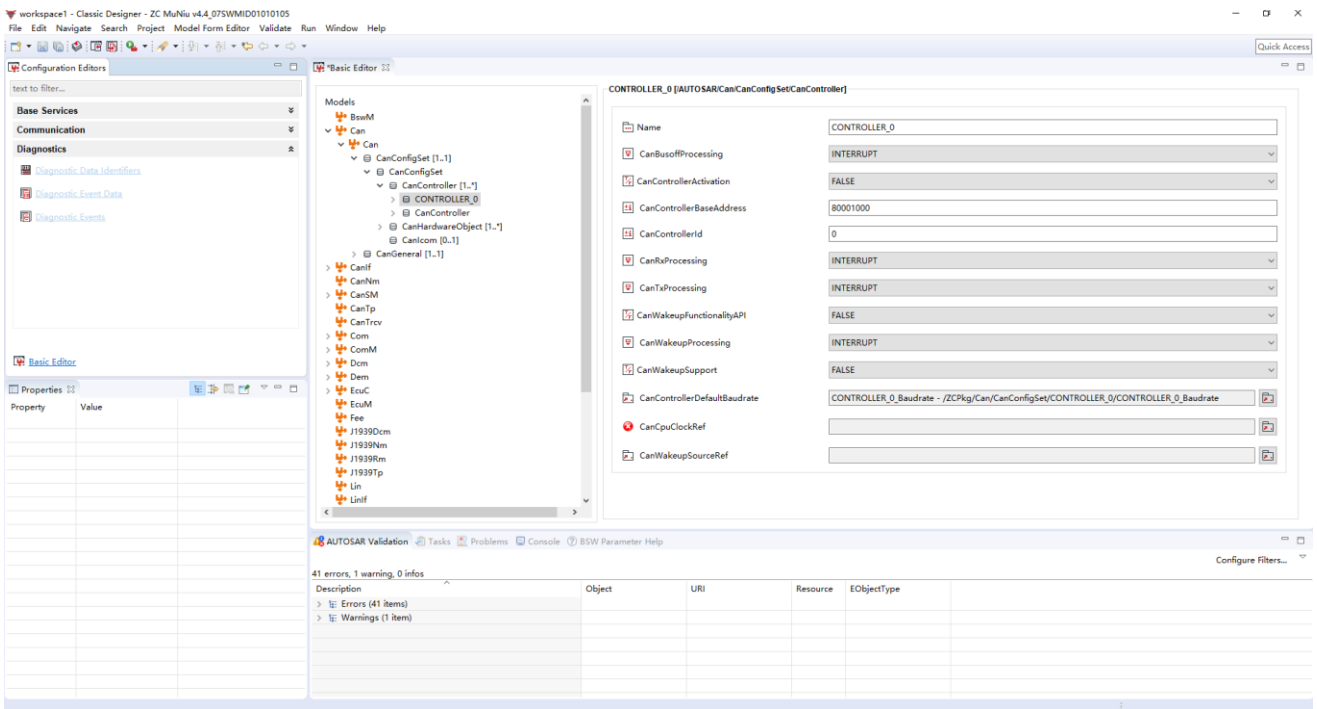 workspace1 - Classic Designer - ZC MuNiu v4.4_07SWMID01010105
File Edit Navigate Search Project Model Form Editor Validate Run Window Help
Quick Access
Configuration Editors
text to filter...
Base Services
Communication
Diagnostics
Diagnostic Data Identifiers
Diagnostic Event Data
Diagnostic Events
Basic Editor
Properties
Property Value
*Basic Editor
Models
BswM
Can
Can
CanConfigSet [1..1]
CanConfigSet
CanController [1..*]
CONTROLLER_0
CanController
CanHardwareObject [1..*]
CanIcom [0..1]
CanGeneral [1..1]
CanIf
CanNm
CanSM
CanTp
CanTrcv
Com
ComM
Dcm
Dem
EcuC
EcuM
Fee
J1939Dcm
J1939Nm
J1939Rm
J1939Tp
Lin
LinIf
CONTROLLER_0 [/AUTOSAR/Can/CanConfigSet/CanController]
Name CONTROLLER_0
CanBusoffProcessing INTERRUPT
CanControllerActivation FALSE
CanControllerBaseAddress 80001000
CanControllerId 0
CanRxProcessing INTERRUPT
CanTxProcessing INTERRUPT
CanWakeupFunctionalityAPI FALSE
CanWakeupProcessing INTERRUPT
CanWakeupSupport FALSE
CanControllerDefaultBaudrate CONTROLLER_0_Baudrate - /ZCPkg/Can/CanConfigSet/CONTROLLER_0/CONTROLLER_0_Baudrate
CanCpuClockRef
CanWakeupSourceRef
AUTOSAR Validation Tasks Problems Console BSW Parameter Help
Configure Filters...
41 errors, 1 warning, 0 infos
Description Object URI Resource EObjectType
Errors (41 items)
Warnings (1 item)